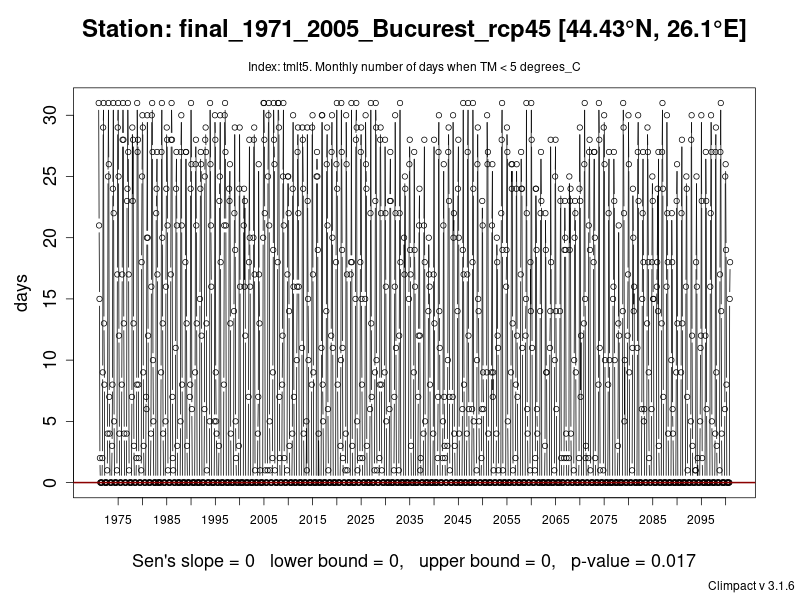 Station: final_1971_2005_Bucurest_rcp45 [44.43°N, 26.1°E]
Index: tmlt5. Monthly number of days when TM < 5 degrees_C
days
30
25
20
15
10
5
0
1975 1985 1995 2005 2015 2025 2035 2045 2055 2065 2075 2085 2095
Sen's slope = 0 lower bound = 0, upper bound = 0, p-value = 0.017
Climpact v 3.1.6